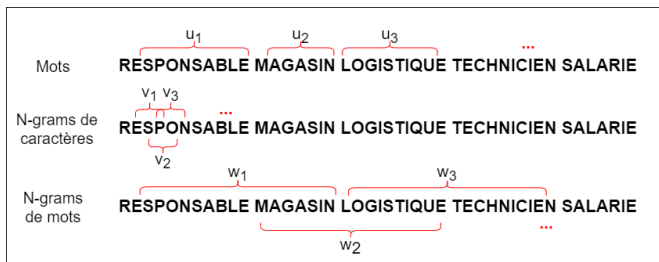 u1 u2 u3 ...
Mots RESPONSABLE MAGASIN LOGISTIQUE TECHNICIEN SALARIE
v1 v3 ...
N-grams de caractères RESPONSABLE MAGASIN LOGISTIQUE TECHNICIEN SALARIE
v2
w1 w3
N-grams de mots RESPONSABLE MAGASIN LOGISTIQUE TECHNICIEN SALARIE
w2 ...